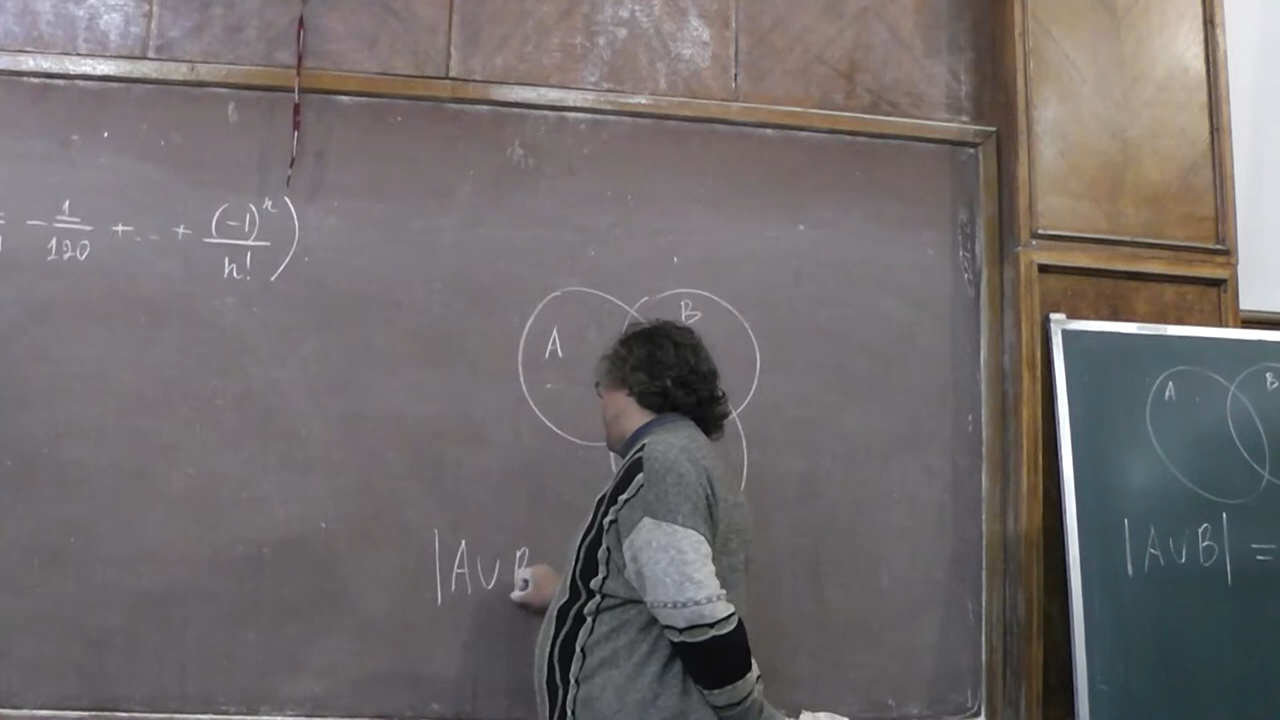 - 1/120 + ... + (-1)^n/n!).
A B
|A∪B
A B
|A∪B| =